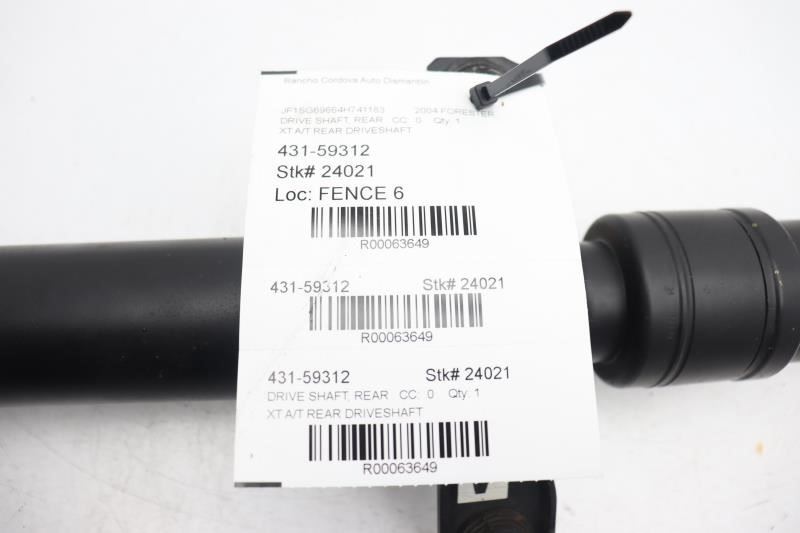 Rancho Cordova Auto Dismantlin
JF1SG69664H741183 2004 FORESTER
DRIVE SHAFT, REAR CC: 0 Qty: 1
XT A/T REAR DRIVESHAFT
431-59312
Stk# 24021
Loc: FENCE 6
R00063649
431-59312 Stk# 24021
R00063649
431-59312 Stk# 24021
DRIVE SHAFT, REAR CC: 0 Qty: 1
XT A/T REAR DRIVESHAFT
R00063649